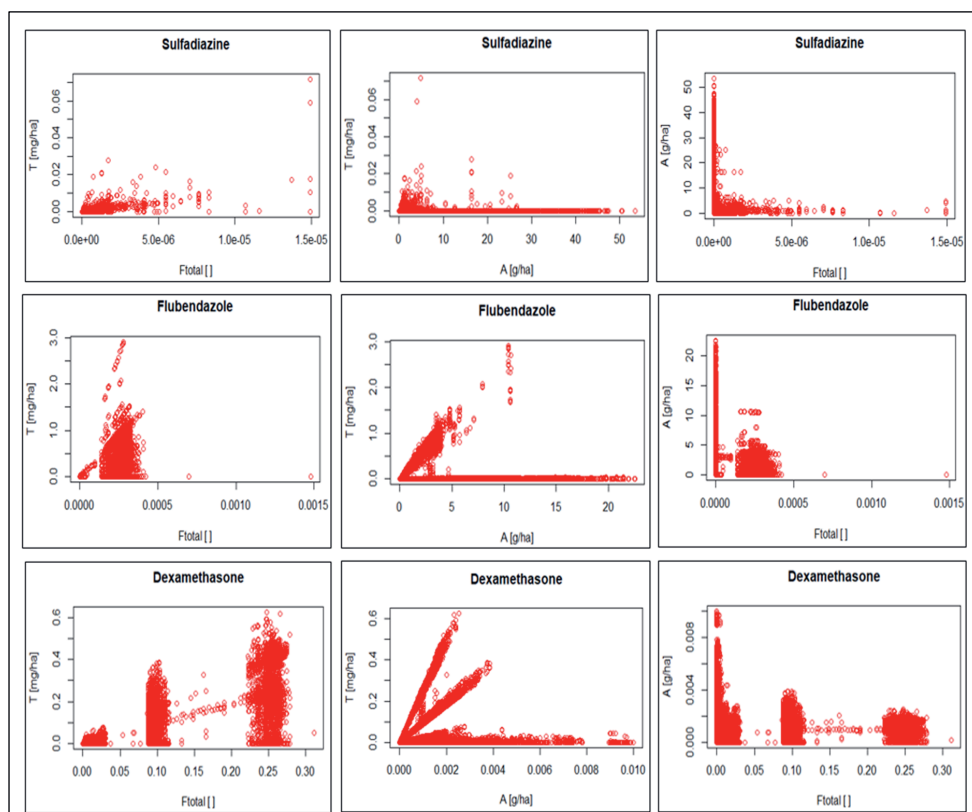 Sulfadiazine
T [mg/ha]
0.00 0.02 0.04 0.06
0.0e+00 5.0e-06 1.0e-05 1.5e-05
Ftotal [ ]
Sulfadiazine
T [mg/ha]
0.00 0.02 0.04 0.06
0 10 20 30 40 50
A [g/ha]
Sulfadiazine
A [g/ha]
0 10 20 30 40 50
0.0e+00 5.0e-06 1.0e-05 1.5e-05
Ftotal [ ]
Flubendazole
T [mg/ha]
0.0 1.0 2.0 3.0
0.0000 0.0005 0.0010 0.0015
Ftotal [ ]
Flubendazole
T [mg/ha]
0.0 1.0 2.0 3.0
0 5 10 15 20
A [g/ha]
Flubendazole
A [g/ha]
0 5 10 15 20
0.0000 0.0005 0.0010 0.0015
Ftotal [ ]
Dexamethasone
T [mg/ha]
0.0 0.2 0.4 0.6
0.00 0.05 0.10 0.15 0.20 0.25 0.30
Ftotal [ ]
Dexamethasone
T [mg/ha]
0.0 0.2 0.4 0.6
0.000 0.002 0.004 0.006 0.008 0.010
A [g/ha]
Dexamethasone
A [g/ha]
0.000 0.004 0.008
0.00 0.05 0.10 0.15 0.20 0.25 0.30
Ftotal [ ]